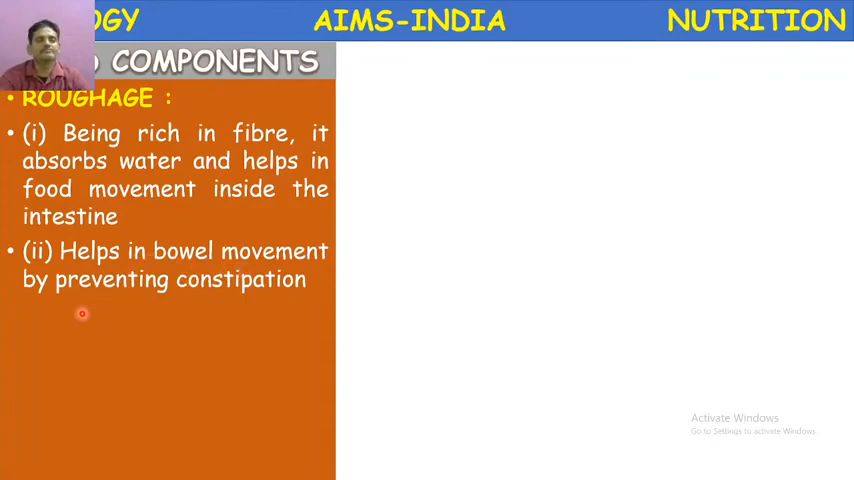 OGY AIMS-INDIA NUTRITION
COMPONENTS
• ROUGHAGE :
• (i) Being rich in fibre, it
absorbs water and helps in
food movement inside the
intestine
• (ii) Helps in bowel movement
by preventing constipation
Activate Windows
Go to Settings to activate Windows.